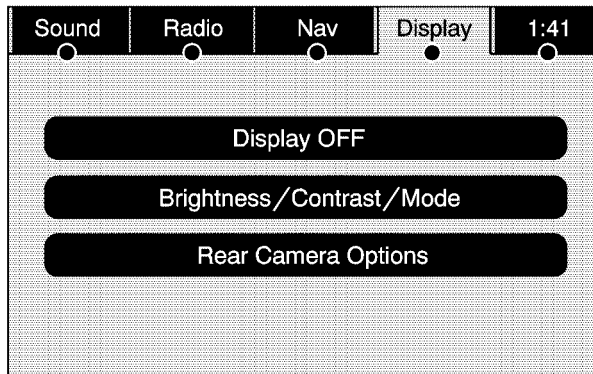 Sound Radio Nav Display 1:41
Display OFF
Brightness/Contrast/Mode
Rear Camera Options